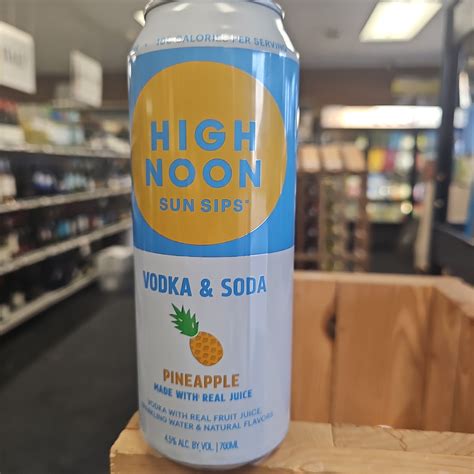 100 CALORIES PER SERVING
HIGH
NOON
SUN SIPS
VODKA & SODA
PINEAPPLE
MADE WITH REAL JUICE
VODKA WITH REAL FRUIT JUICE,
SPARKLING WATER & NATURAL FLAVORS
4.5% ALC. BY VOL. | 700ML